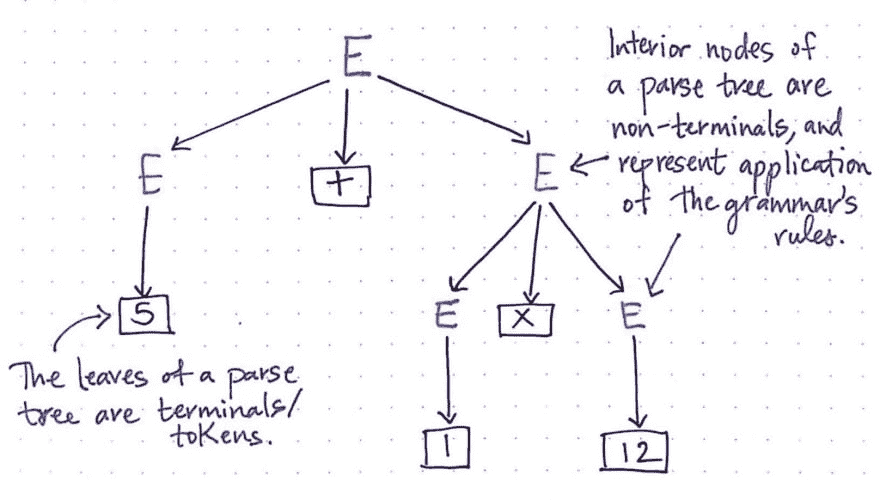 E
Interior nodes of
a parse tree are
non-terminals, and
represent application
of the grammar's
rules.
E
+
E
5
E
X
E
The leaves of a parse
tree are terminals/
tokens.
1
12